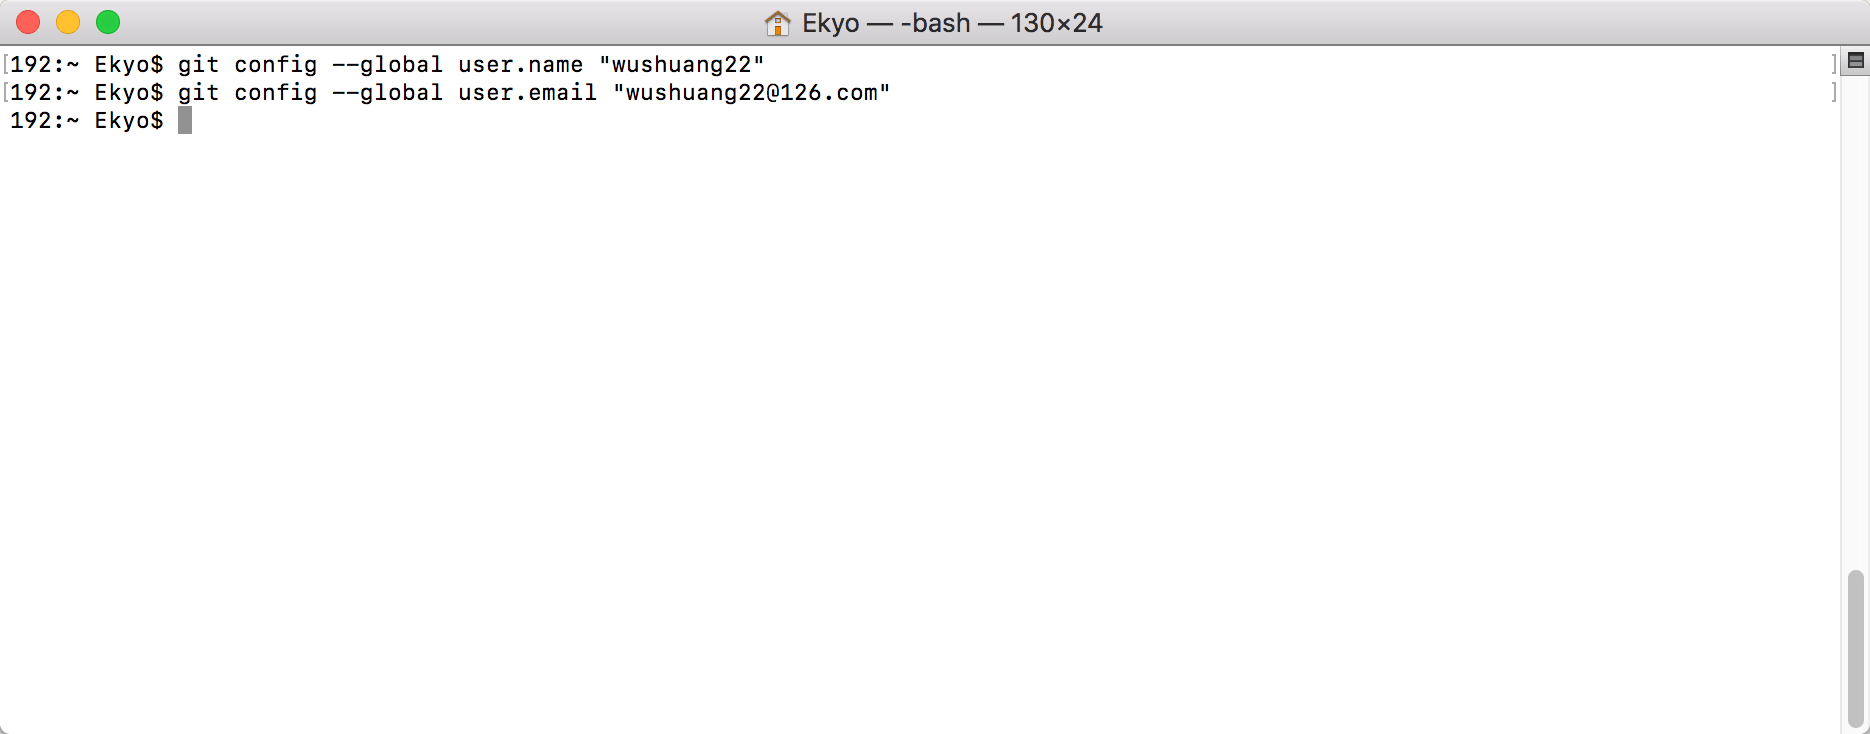 Ekyo — -bash — 130×24
[192:~ Ekyo$ git config --global user.name "wushuang22" ]
[192:~ Ekyo$ git config --global user.email "wushuang22@126.com" ]
192:~ Ekyo$